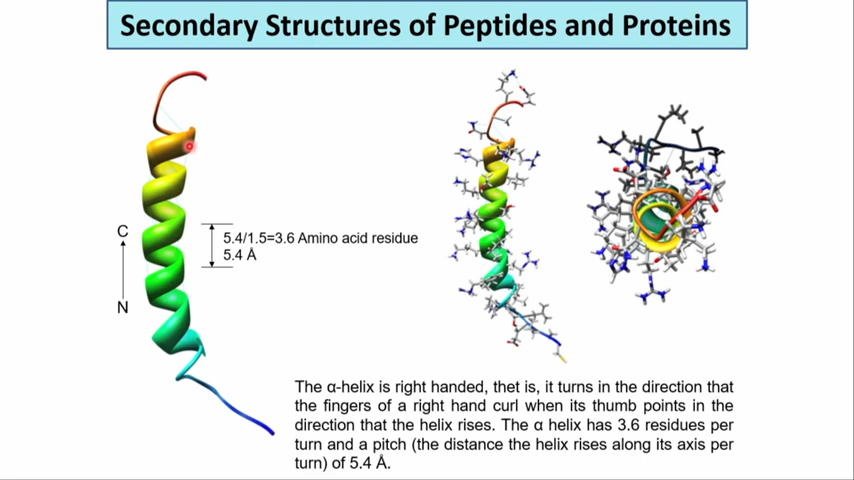 Secondary Structures of Peptides and Proteins
C
N
5.4/1.5=3.6 Amino acid residue
5.4 Å
The α-helix is right handed, thet is, it turns in the direction that
the fingers of a right hand curl when its thumb points in the
direction that the helix rises. The α helix has 3.6 residues per
turn and a pitch (the distance the helix rises along its axis per
turn) of 5.4 Å.